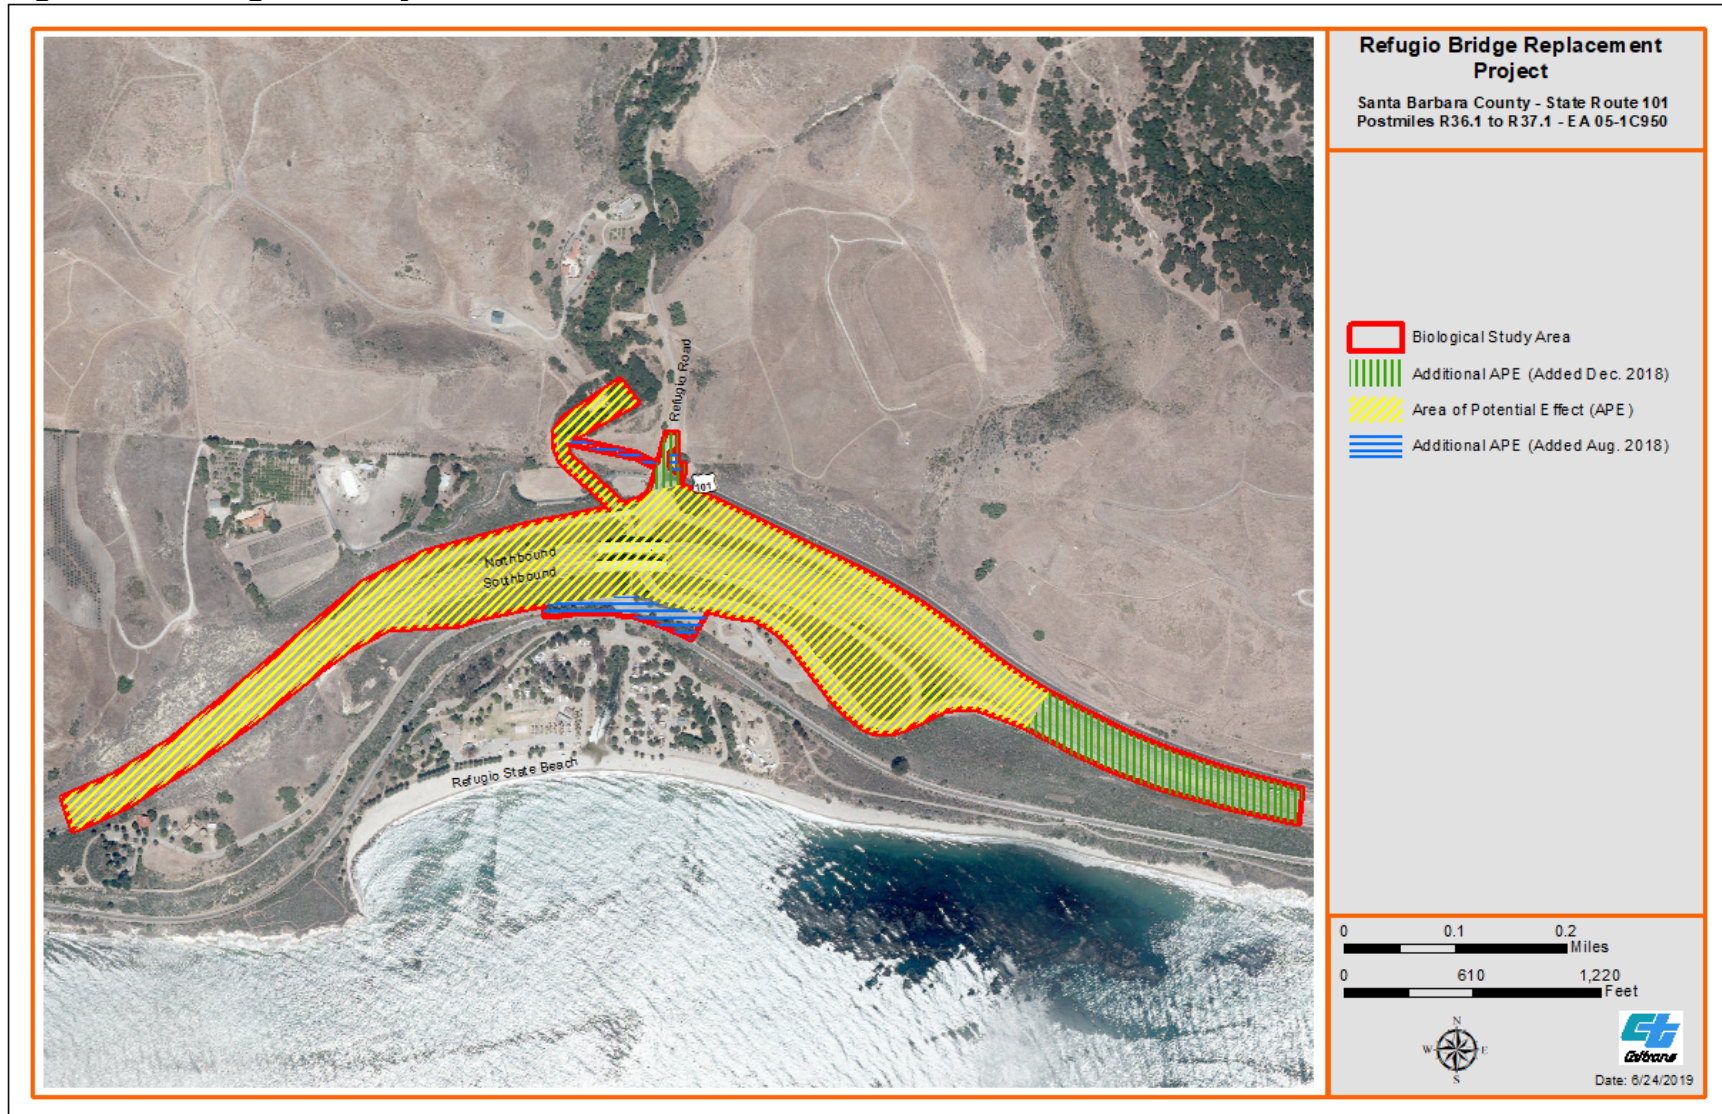 Refugio Bridge Replacement
Project
Santa Barbara County - State Route 101
Postmiles R36.1 to R37.1 - EA 05-1C950
Refugio Road
101
Northbound
Southbound
Refugio State Beach
Biological Study Area
Additional APE (Added Dec. 2018)
Area of Potential Effect (APE)
Additional APE (Added Aug. 2018)
0 0.1 0.2
Miles
0 610 1,220
Feet
N
W E
S
Caltrans
Date: 6/24/2019